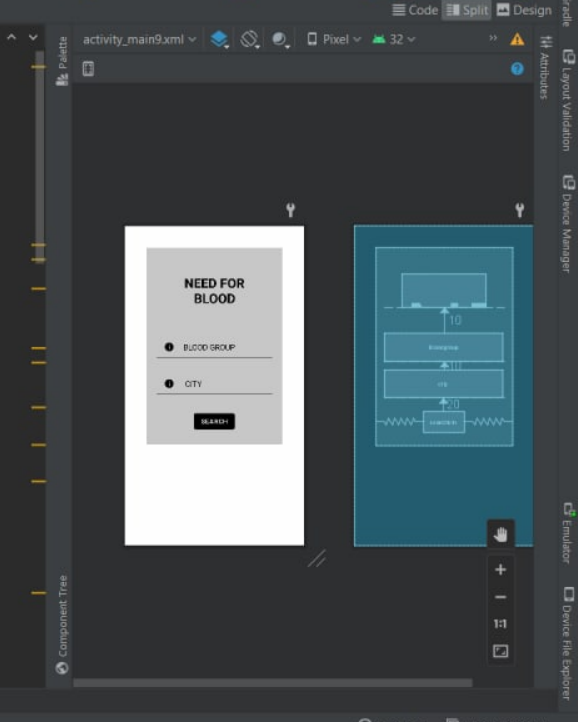 Code Split Design
activity_main9.xml Pixel 32
Palette
Attributes
Gradle
Layout Validation
Device Manager
NEED FOR
BLOOD
BLOOD GROUP
CITY
SEARCH
10
10
20
1:1
Component Tree
Emulator
Device File Explorer